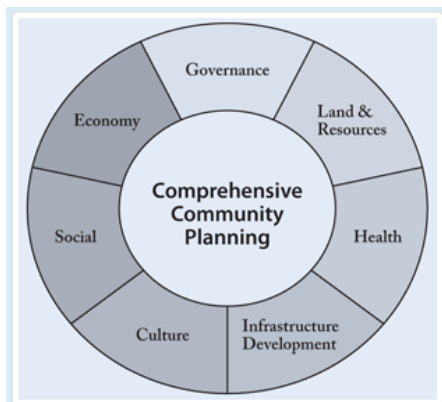 Governance
Economy
Land &
Resources
Comprehensive
Community
Planning
Social
Health
Culture
Infrastructure
Development